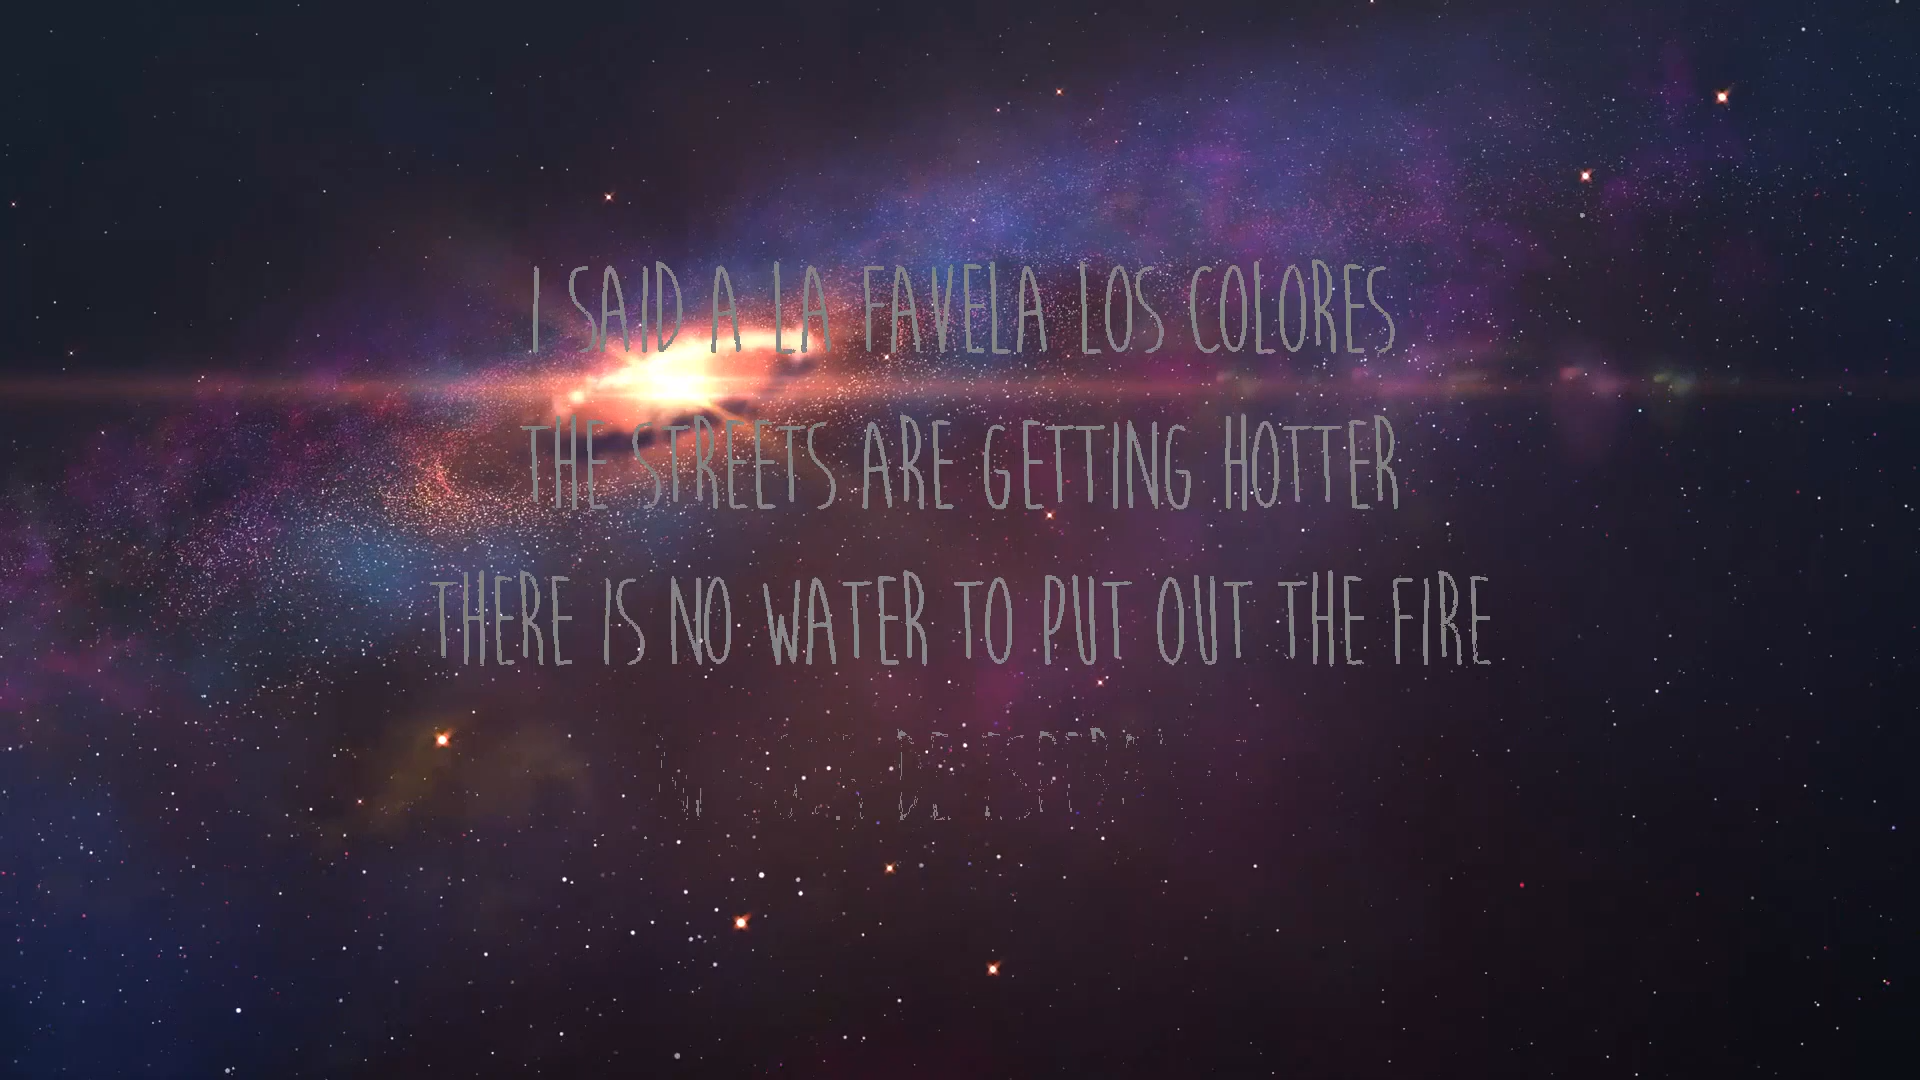 I SAID A LA FAVELA LOS COLORES
THE STREETS ARE GETTING HOTTER
THERE IS NO WATER TO PUT OUT THE FIRE